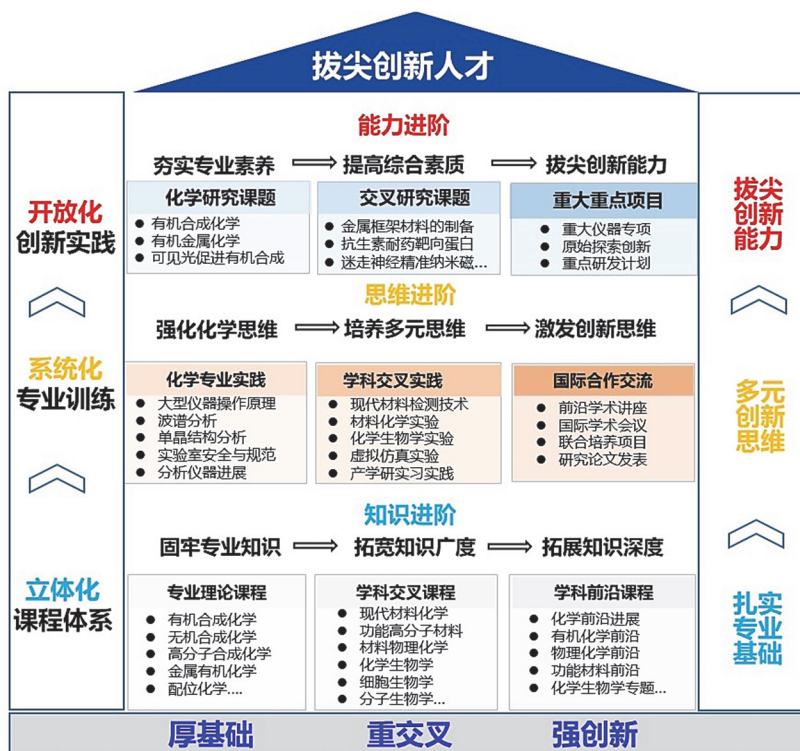 拔尖创新人才
能力进阶
夯实专业素养
提高综合素质
拔尖创新能力
开放化
创新实践
化学研究课题
有机合成化学
有机金属化学
可见光促进有机合成
交叉研究课题
金属框架材料的制备
抗生素耐药靶向蛋白
迷走神经精准纳米磁...
重大重点项目
重大仪器专项
原始探索创新
重点研发计划
拔尖
创新
能力
思维进阶
强化化学思维
培养多元思维
激发创新思维
系统化
专业训练
化学专业实践
大型仪器操作原理
波谱分析
单晶结构分析
实验室安全与规范
分析仪器进展
学科交叉实践
现代材料检测技术
材料化学实验
化学生物学实验
虚拟仿真实验
产学研实习实践
国际合作交流
前沿学术讲座
国际学术会议
联合培养项目
研究论文发表
多元
创新
思维
知识进阶
固牢专业知识
拓宽知识广度
拓展知识深度
立体化
课程体系
专业理论课程
有机合成化学
无机合成化学
高分子合成化学
金属有机化学
配位化学....
学科交叉课程
现代材料化学
功能高分子材料
材料物理化学
化学生物学
细胞生物学
分子生物学...
学科前沿课程
化学前沿进展
有机化学前沿
物理化学前沿
功能材料前沿
化学生物学专题...
扎实
专业
基础
厚基础
重交叉
强创新